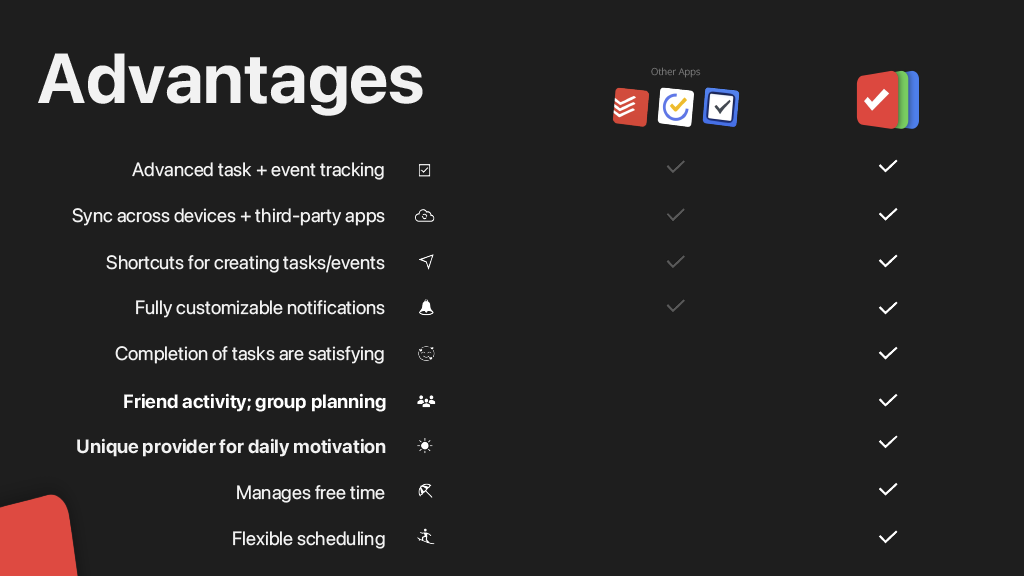 Advantages
Other Apps
Advanced task + event tracking
Sync across devices + third-party apps
Shortcuts for creating tasks/events
Fully customizable notifications
Completion of tasks are satisfying
Friend activity; group planning
Unique provider for daily motivation
Manages free time
Flexible scheduling